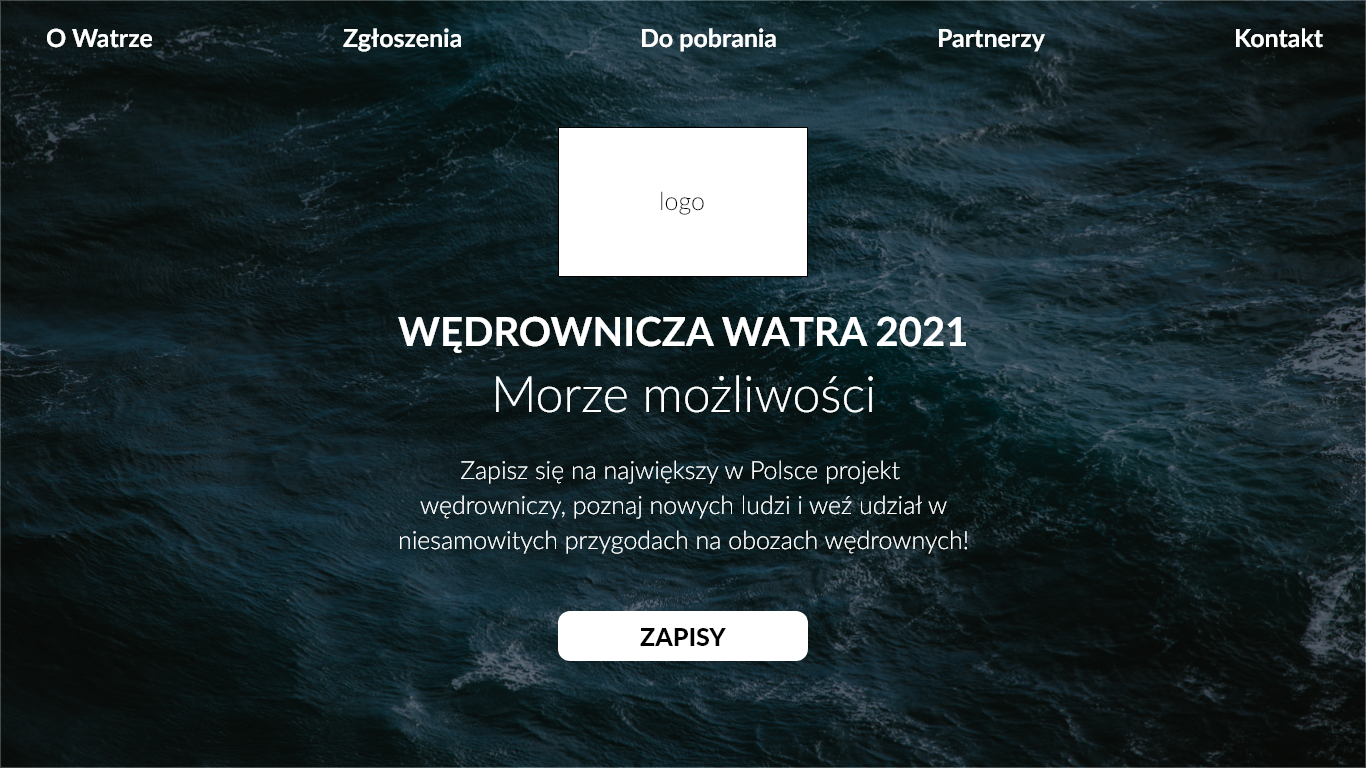 O Watrze
Zgłoszenia
Do pobrania
Partnerzy
Kontakt
logo
WĘDROWNICZA WATRA 2021
Morze możliwości
Zapisz się na największy w Polsce projekt
wędrowniczy, poznaj nowych ludzi i weź udział w
niesamowitych przygodach na obozach wędrownych!
ZAPISY